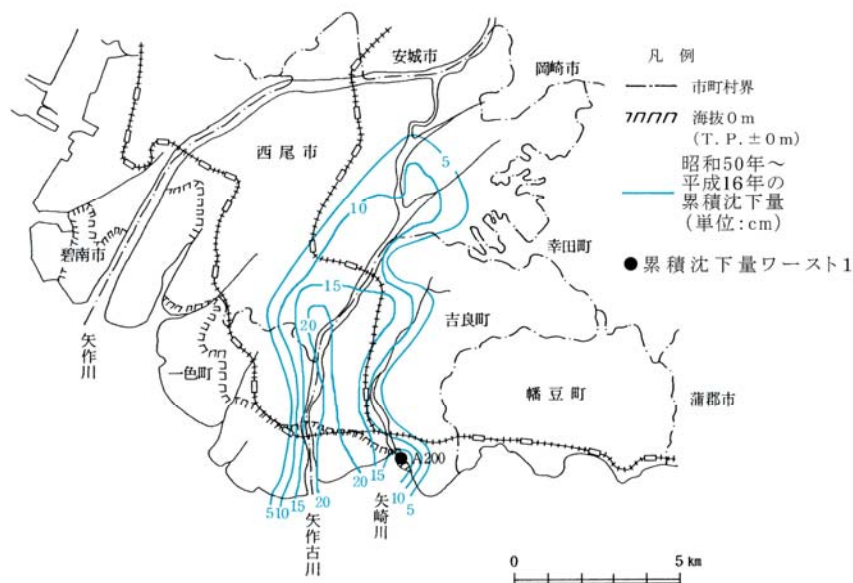 安城市
岡崎市
西尾市
碧南市
幸田町
吉良町
一色町
幡豆町
蒲郡市
矢作川
矢作古川
矢崎川
5
10
15
20
A200
5
10
15
20
20
15
10
5
凡例
市町村界
海抜0m
(T.P.±0m)
昭和50年~
平成16年の
累積沈下量
(単位:cm)
累積沈下量ワースト1
0
5km